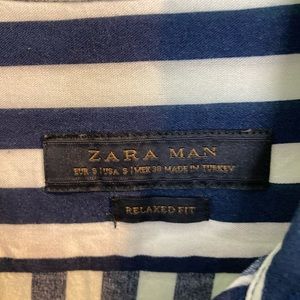 ZARA MAN
EUR S | USA S | MEX 38 MADE IN TURKEY
RELAXED FIT